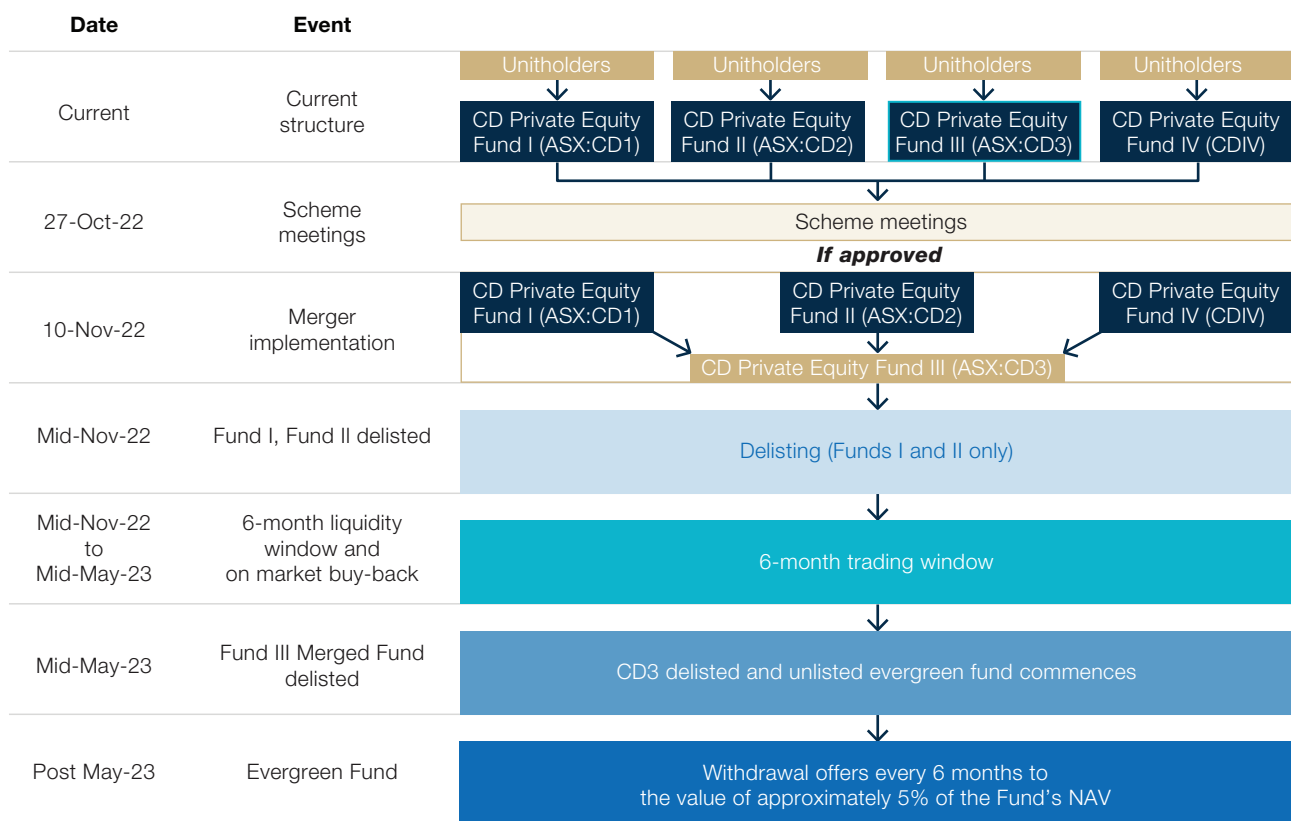 Date Event
Unitholders Unitholders Unitholders Unitholders
Current
Current
structure
CD Private Equity
Fund I (ASX:CD1)
CD Private Equity
Fund II (ASX:CD2)
CD Private Equity
Fund III (ASX:CD3)
CD Private Equity
Fund IV (CDIV)
27-Oct-22
Scheme
meetings
Scheme meetings
If approved
10-Nov-22
Merger
implementation
CD Private Equity
Fund I (ASX:CD1)
CD Private Equity
Fund II (ASX:CD2)
CD Private Equity
Fund IV (CDIV)
CD Private Equity Fund III (ASX:CD3)
Mid-Nov-22
Fund I, Fund II delisted
Delisting (Funds I and II only)
Mid-Nov-22
to
Mid-May-23
6-month liquidity
window and
on market buy-back
6-month trading window
Mid-May-23
Fund III Merged Fund
delisted
CD3 delisted and unlisted evergreen fund commences
Post May-23
Evergreen Fund
Withdrawal offers every 6 months to
the value of approximately 5% of the Fund's NAV